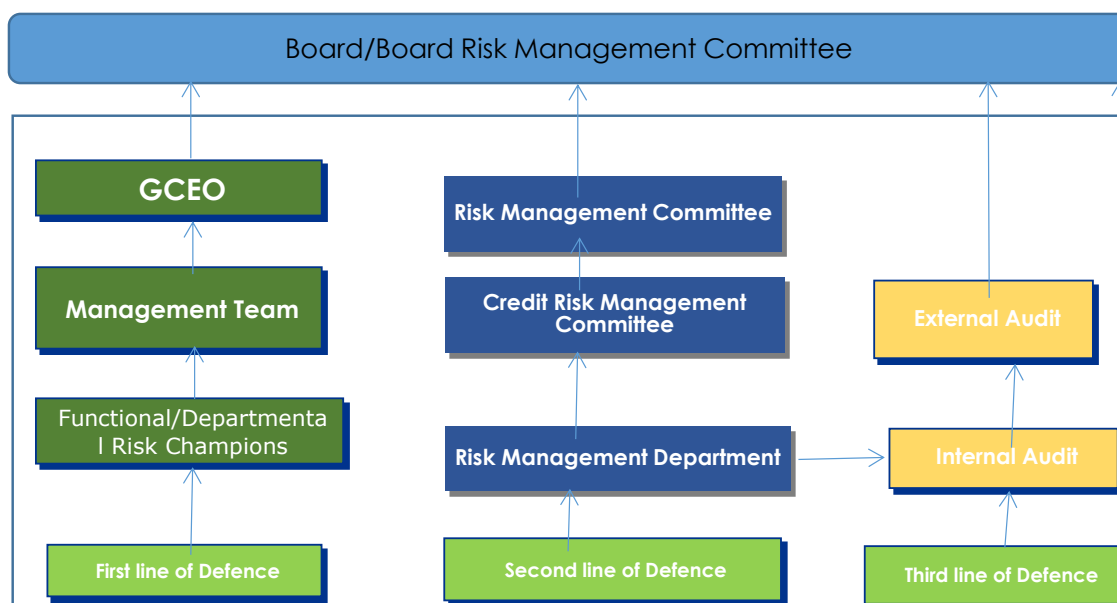 Board/Board Risk Management Committee
GCEO
Management Team
Functional/Departmenta
l Risk Champions
First line of Defence
Risk Management Committee
Credit Risk Management
Committee
Risk Management Department
Second line of Defence
External Audit
Internal Audit
Third line of Defence